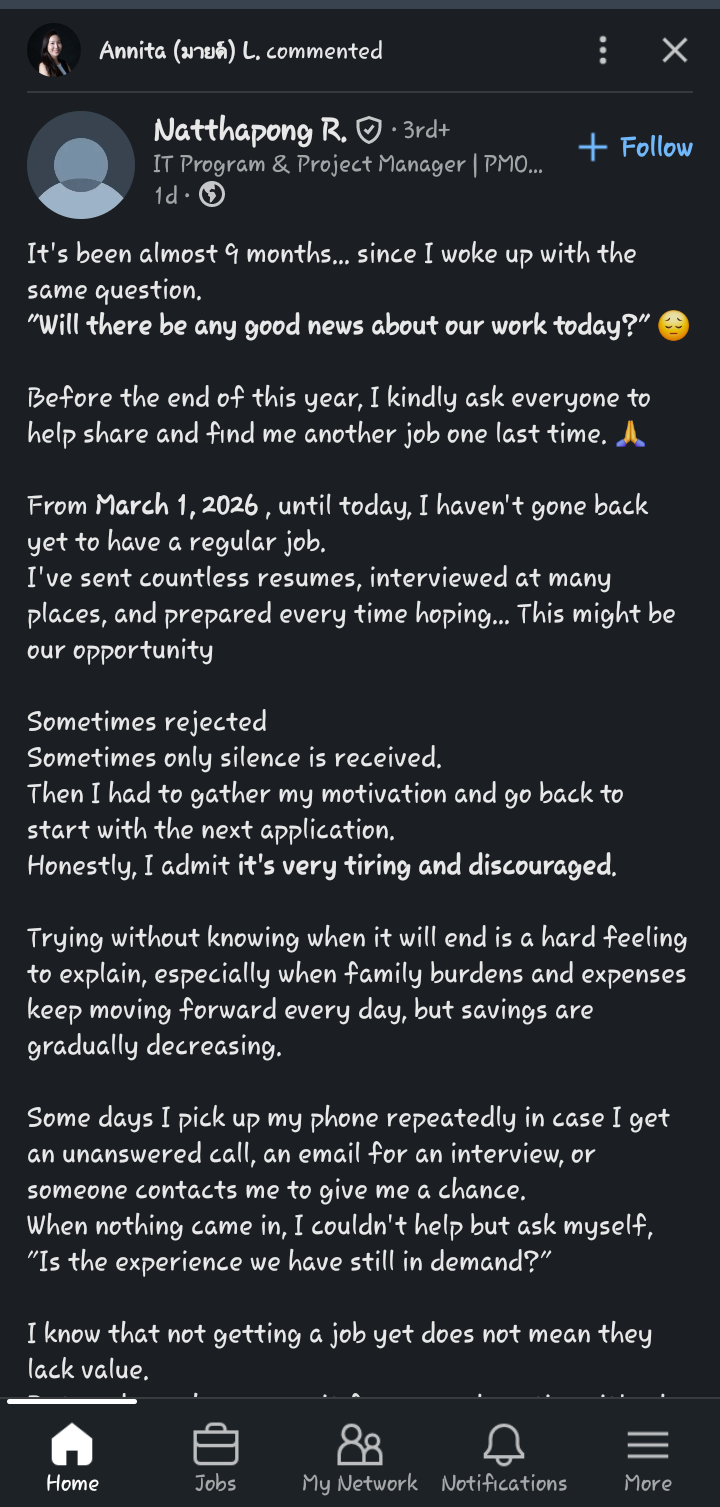 Annita (มายด์) L. commented
Natthapong R. · 3rd+
+ Follow
IT Program & Project Manager | PMO...
1d ·
It's been almost 9 months... since I woke up with the
same question.
"Will there be any good news about our work today?" 😔
Before the end of this year, I kindly ask everyone to
help share and find me another job one last time. 🙏
From March 1, 2026 , until today, I haven't gone back
yet to have a regular job.
I've sent countless resumes, interviewed at many
places, and prepared every time hoping... This might be
our opportunity
Sometimes rejected
Sometimes only silence is received.
Then I had to gather my motivation and go back to
start with the next application.
Honestly, I admit it's very tiring and discouraged.
Trying without knowing when it will end is a hard feeling
to explain, especially when family burdens and expenses
keep moving forward every day, but savings are
gradually decreasing.
Some days I pick up my phone repeatedly in case I get
an unanswered call, an email for an interview, or
someone contacts me to give me a chance.
When nothing came in, I couldn't help but ask myself,
"Is the experience we have still in demand?"
I know that not getting a job yet does not mean they
lack value.
Home
Jobs
My Network
Notifications
More